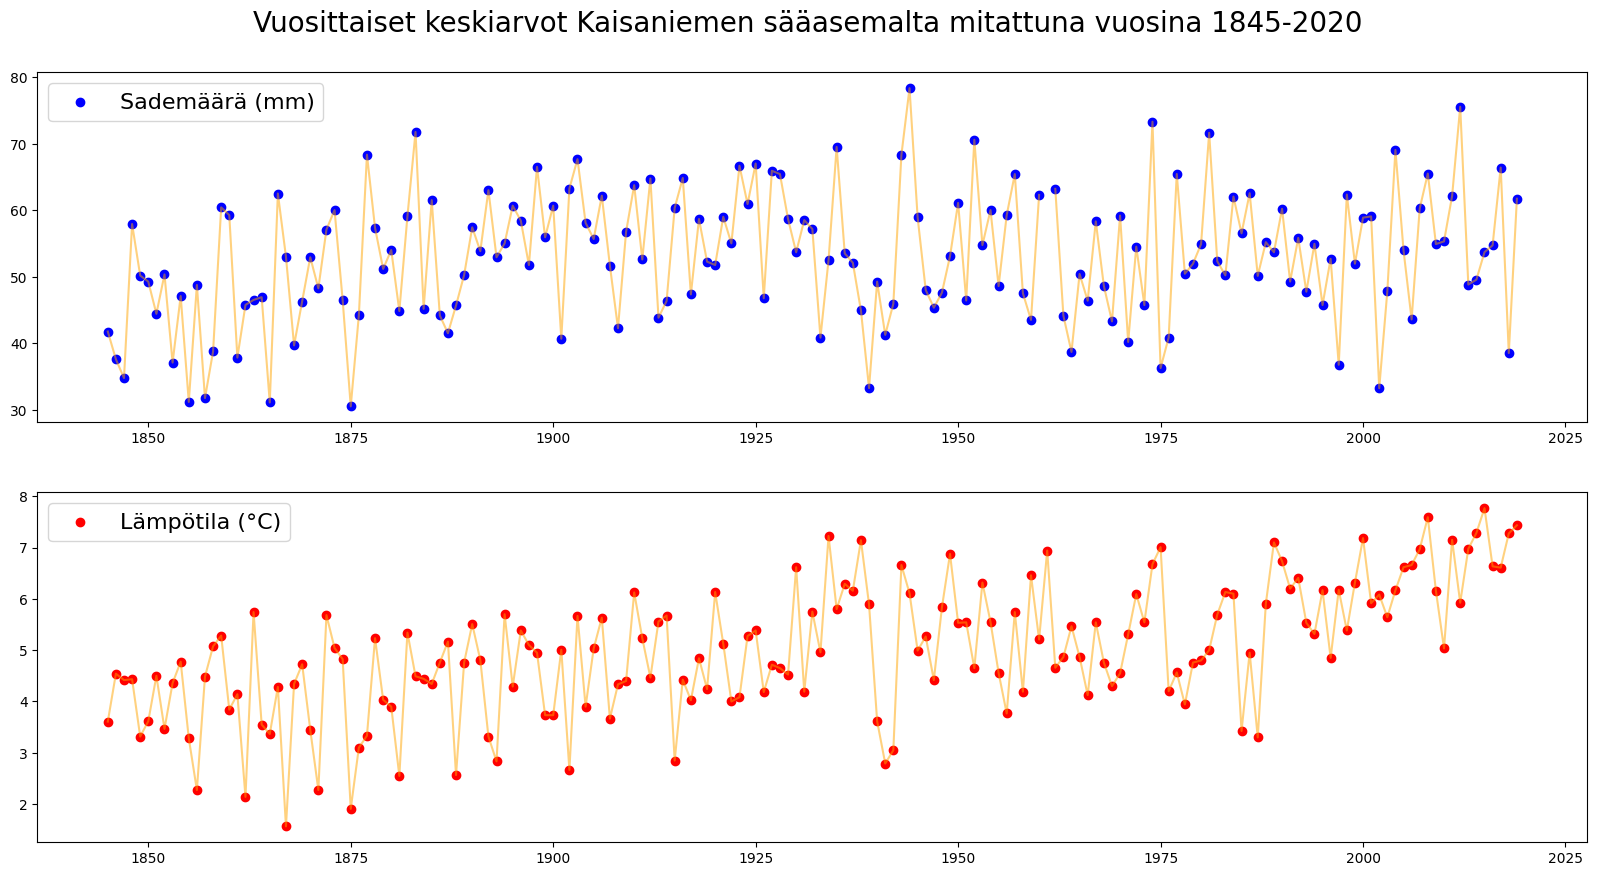 Vuosittaiset keskiarvot Kaisaniemen sääasemalta mitattuna vuosina 1845-2020
80
70
60
50
40
30
Sademäärä (mm)
1850 1875 1900 1925 1950 1975 2000 2025
8
7
6
5
4
3
2
Lämpötila (°C)
1850 1875 1900 1925 1950 1975 2000 2025